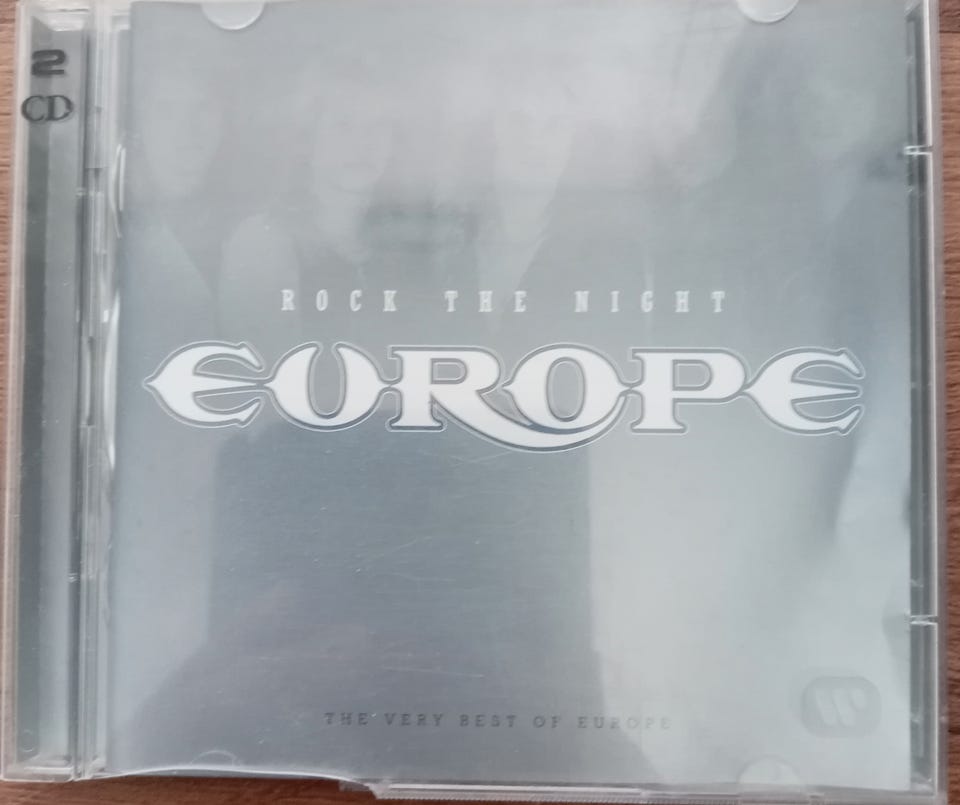 2
CD
ROCK THE NIGHT
EUROPE
THE VERY BEST OF EUROPE